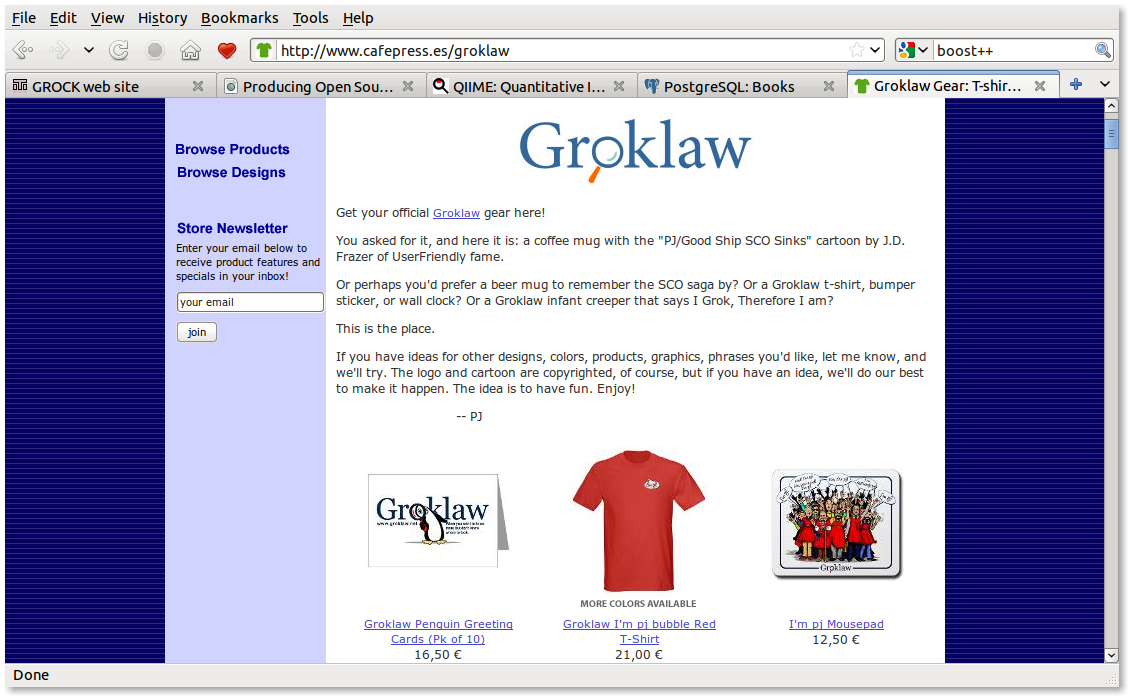 File Edit View History Bookmarks Tools Help
http://www.cafepress.es/groklaw
boost++
GROCK web site
Producing Open Sou...
QIIME: Quantitative I...
PostgreSQL: Books
Groklaw Gear: T-shir...
Browse Products
Browse Designs
Store Newsletter
Enter your email below to
receive product features and
specials in your inbox!
your email
join
Groklaw
Get your official Groklaw gear here!
You asked for it, and here it is: a coffee mug with the "PJ/Good Ship SCO Sinks" cartoon by J.D.
Frazer of UserFriendly fame.
Or perhaps you'd prefer a beer mug to remember the SCO saga by? Or a Groklaw t-shirt, bumper
sticker, or wall clock? Or a Groklaw infant creeper that says I Grok, Therefore I am?
This is the place.
If you have ideas for other designs, colors, products, graphics, phrases you'd like, let me know, and
we'll try. The logo and cartoon are copyrighted, of course, but if you have an idea, we'll do our best
to make it happen. The idea is to have fun. Enjoy!
-- PJ
Groklaw
www.groklaw.net
Groklaw
MORE COLORS AVAILABLE
Groklaw Penguin Greeting
Cards (Pk of 10)
16,50 €
Groklaw I'm pj bubble Red
T-Shirt
21,00 €
I'm pj Mousepad
12,50 €
Done